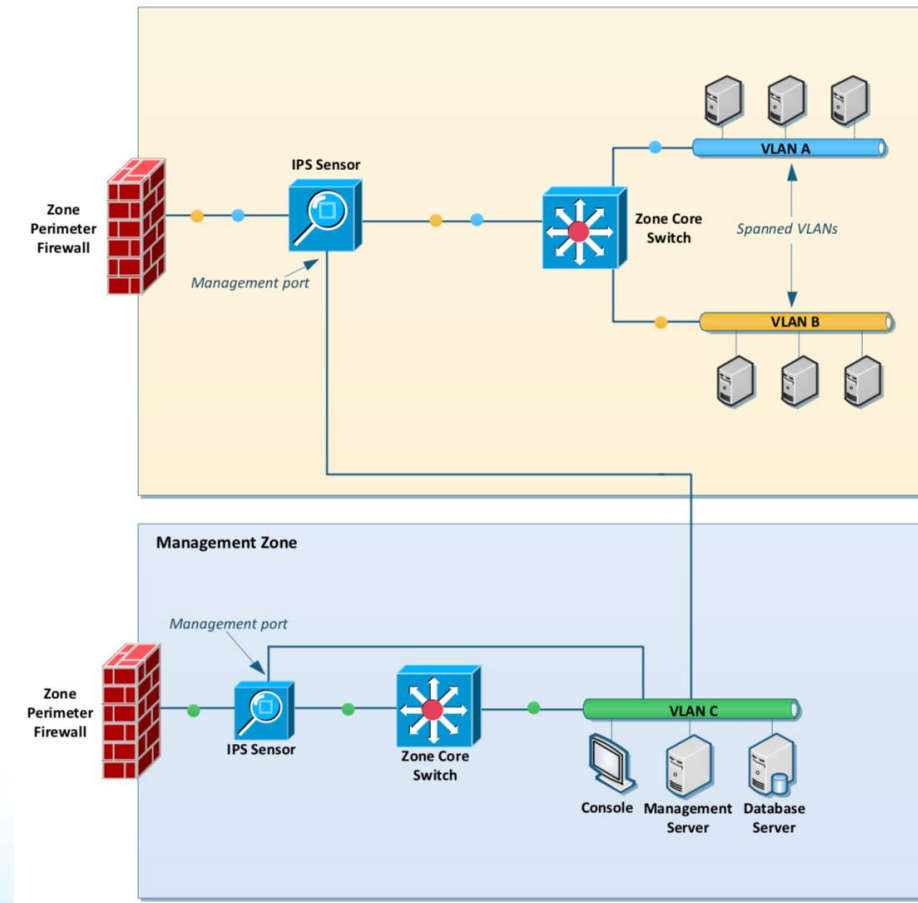 IPS Sensor
Zone
Perimeter
Firewall
Management port
Zone Core
Switch
VLAN A
Spanned VLANs
VLAN B
Management Zone
Management port
Zone
Perimeter
Firewall
IPS Sensor
Zone Core
Switch
VLAN C
Console
Management
Server
Database
Server